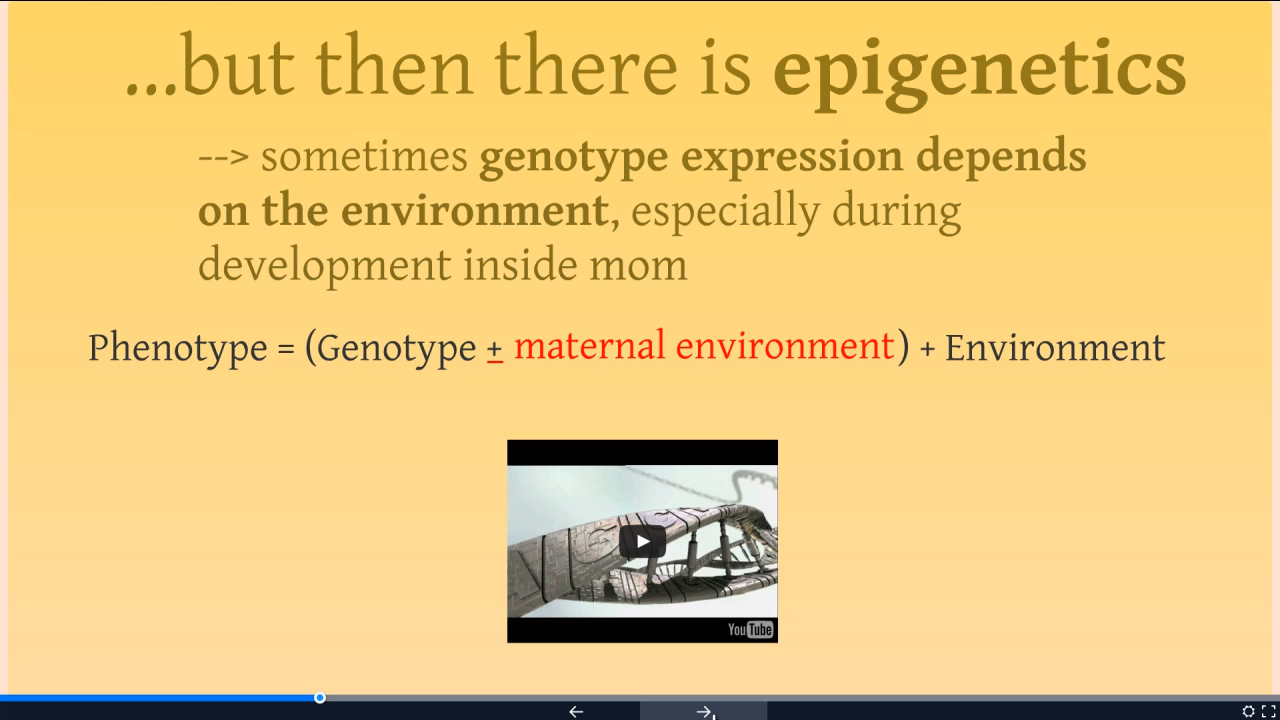 ...but then there is epigenetics
--> sometimes genotype expression depends
on the environment, especially during
development inside mom
Phenotype = (Genotype ± maternal environment) + Environment
YouTube